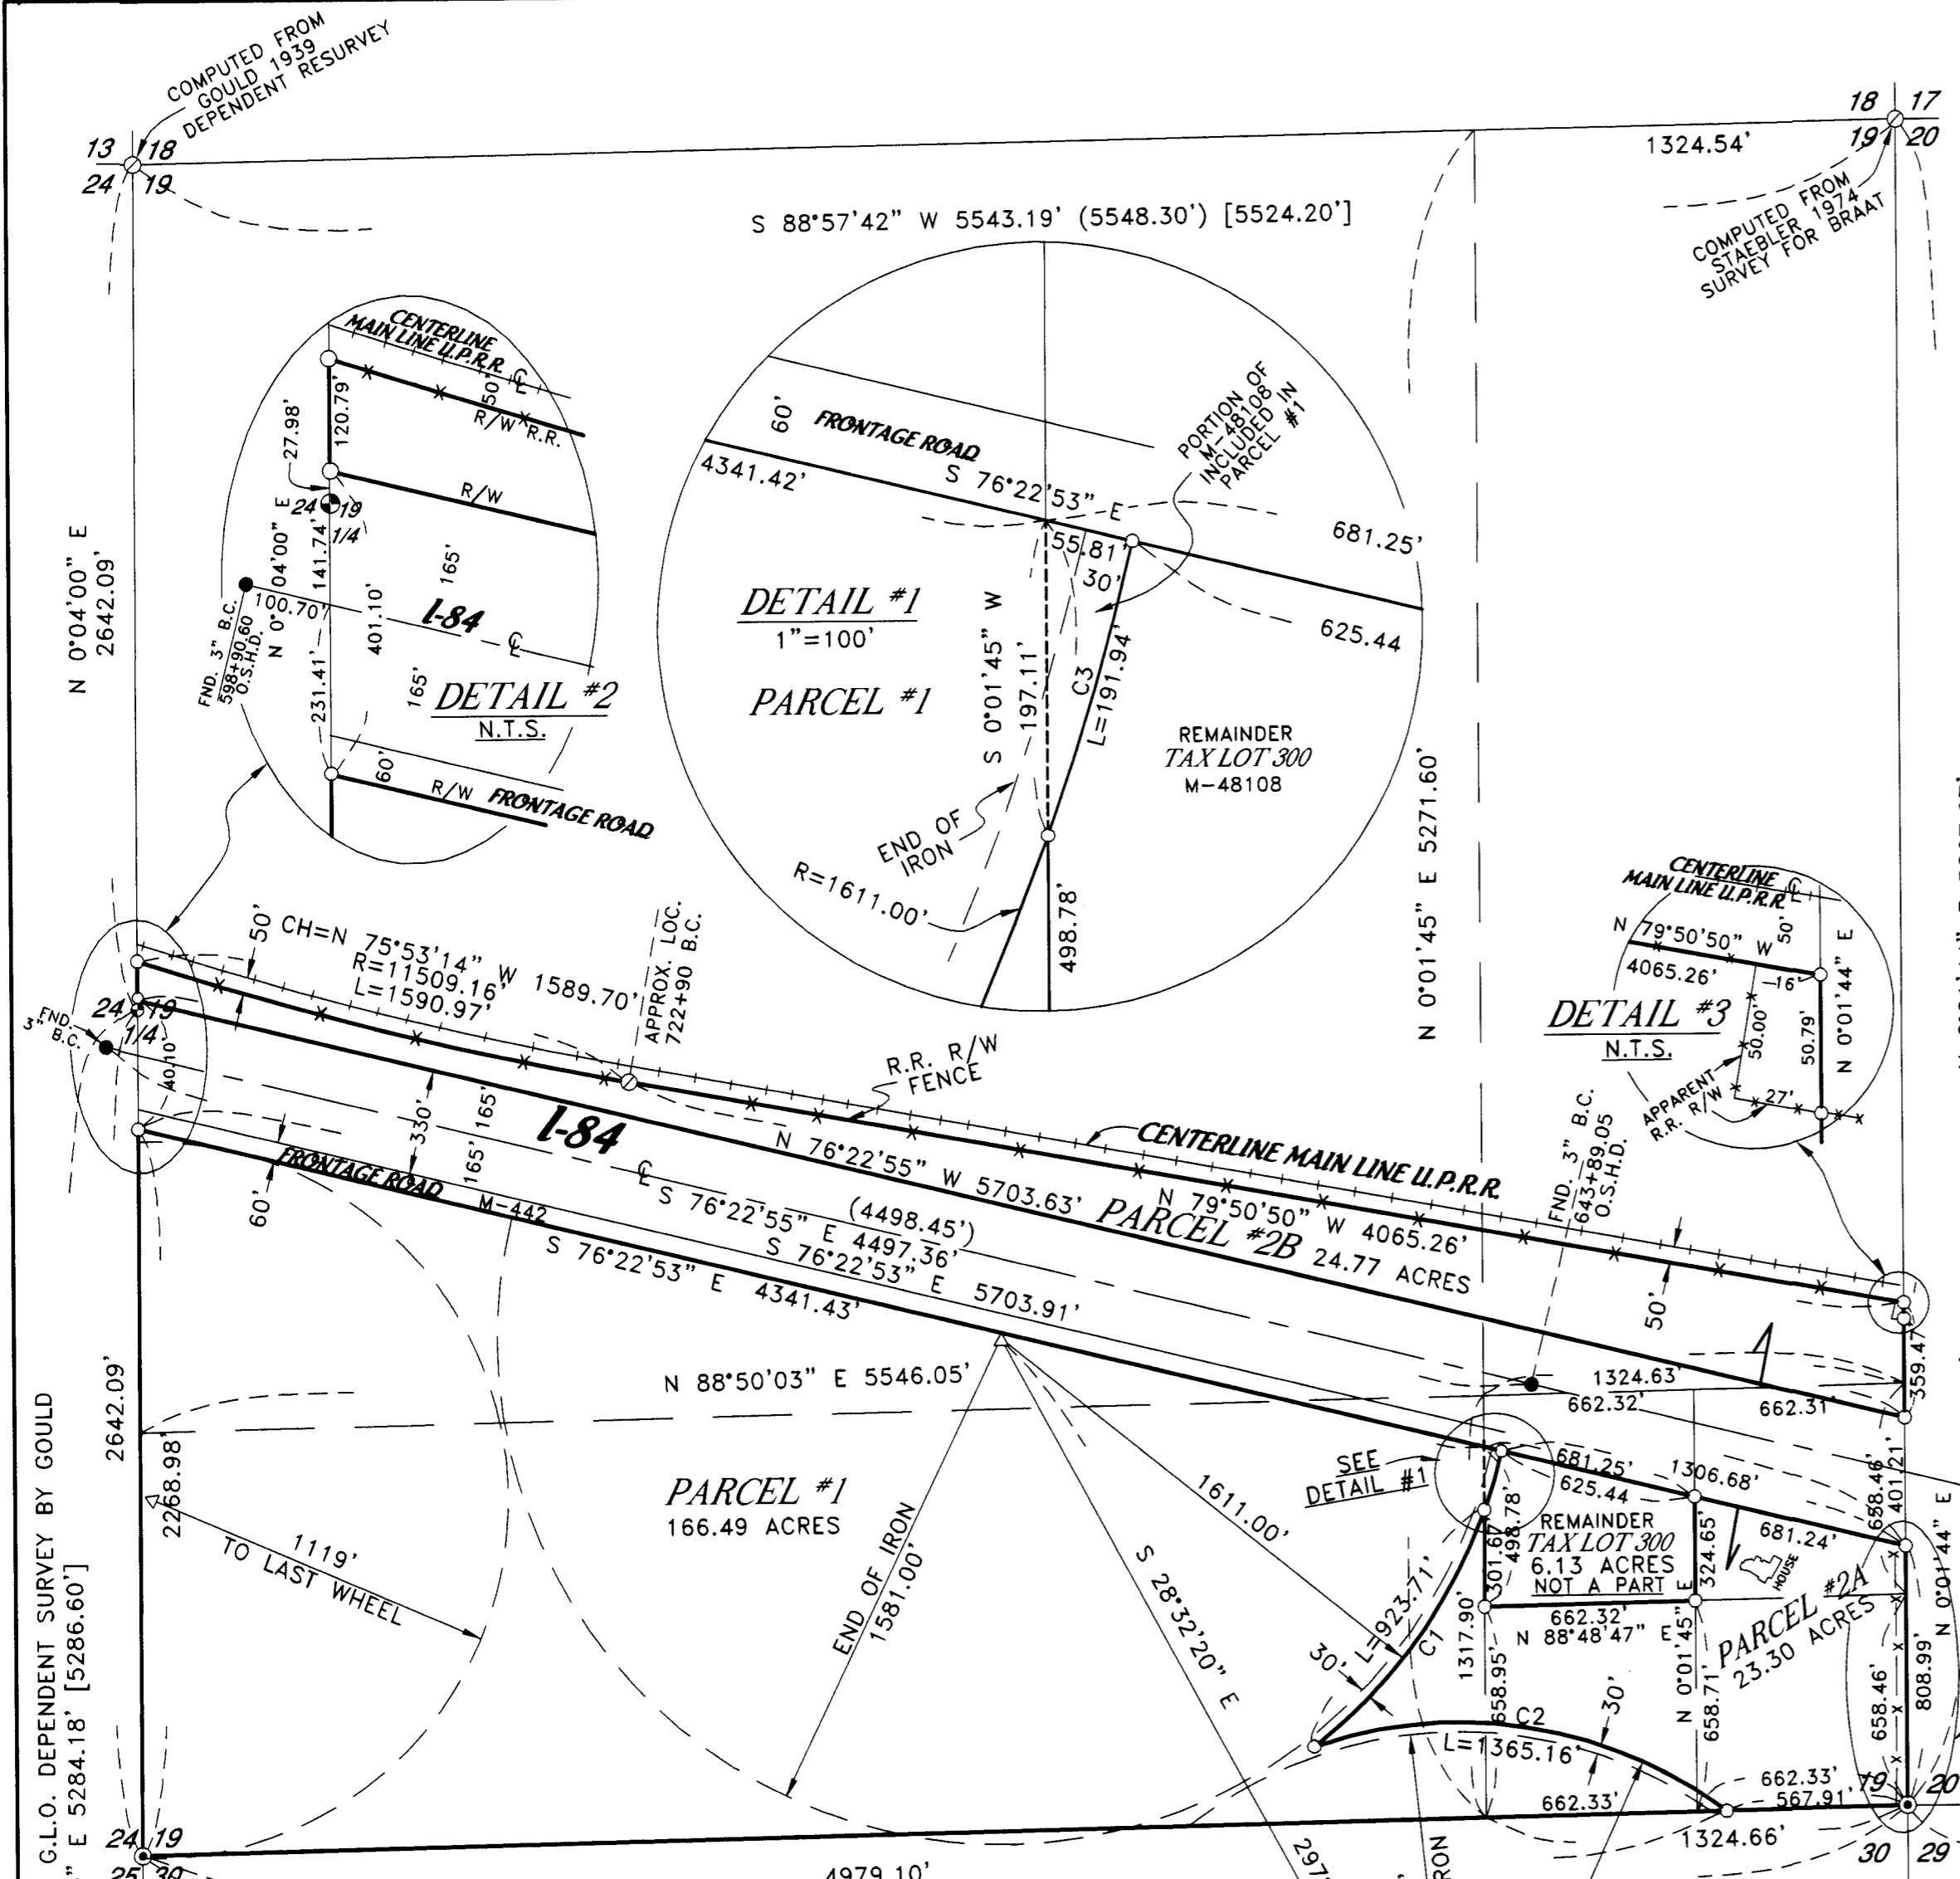 COMPUTED FROM
GOULD 1939
DEPENDENT RESURVEY
13 18
24 19
18 17
19 20
1324.54'
COMPUTED FROM
STAEBLER 1974
SURVEY FOR BRAAT
S 88°57'42" W 5543.19' (5548.30') [5524.20']
N 0°04'00" E
2642.09'
CENTERLINE
MAIN LINE U.P.R.R.
50'
R/W R.R.
120.79'
27.98'
R/W
24 19
1/4
N 0°04'00" E
141.74'
165'
100.70'
I-84
401.10'
FND. 3" B.C.
598+90.60
O.S.H.D.
231.41'
165'
DETAIL #2
N.T.S.
60'
R/W FRONTAGE ROAD
60'
FRONTAGE ROAD
4341.42'
S 76°22'53" E
PORTION OF
M-48108
INCLUDED IN
PARCEL #1
681.25'
55.81'
30'
625.44
DETAIL #1
1"=100'
PARCEL #1
S 0°01'45" W
197.11'
C3
L=191.94'
REMAINDER
TAX LOT 300
M-48108
END OF
IRON
R=1611.00'
498.78'
N 0°01'45" E 5271.60'
CENTERLINE
MAIN LINE U.P.R.R.
50'
N 79°50'50" W
4065.26'
16'
DETAIL #3
N.T.S.
50.00'
50.79'
N 0°01'44" E
APPARENT
R.R. R/W
27'
50'
CH=N 75°53'14" W 1589.70'
R=11509.16'
L=1590.97'
APPROX. LOC.
722+90 B.C.
R.R. R/W
FENCE
FND.
3" B.C.
24 19
1/4
40.10'
330'
165' 165'
I-84
CENTERLINE MAIN LINE U.P.R.R.
FND. 3" B.C.
643+89.05
O.S.H.D.
N 76°22'55" W 5703.63'
N 79°50'50" W 4065.26'
PARCEL #2B 24.77 ACRES
FRONTAGE ROAD
60'
M-442
(4498.45')
S 76°22'55" E 4497.36'
S 76°22'53" E 5703.91'
S 76°22'53" E 4341.43'
50'
359.47'
N 88°50'03" E 5546.05'
1324.63'
662.32'
662.31'
G.L.O. DEPENDENT SURVEY BY GOULD
E 5284.18' [5286.60']
2642.09'
2268.98'
1119'
TO LAST WHEEL
PARCEL #1
166.49 ACRES
END OF IRON
1581.00'
1611.00'
S 28°32'20" E
SEE
DETAIL #1
681.25'
625.44
1306.68'
681.24'
658.46'
401.21'
N 0°01'44" E
301.67'
498.78'
REMAINDER
TAX LOT 300
6.13 ACRES
NOT A PART
324.65'
HOUSE
PARCEL #2A
23.30 ACRES
662.32'
N 88°48'47" E
1317.90'
658.95'
N 0°01'45" E
658.71'
L=923.71'
C1
30'
C2
L=1365.16'
30'
658.46'
808.99'
662.33'
662.33'
567.91'
19 20
30 29
1324.66'
24 19
25 30
4979.10'